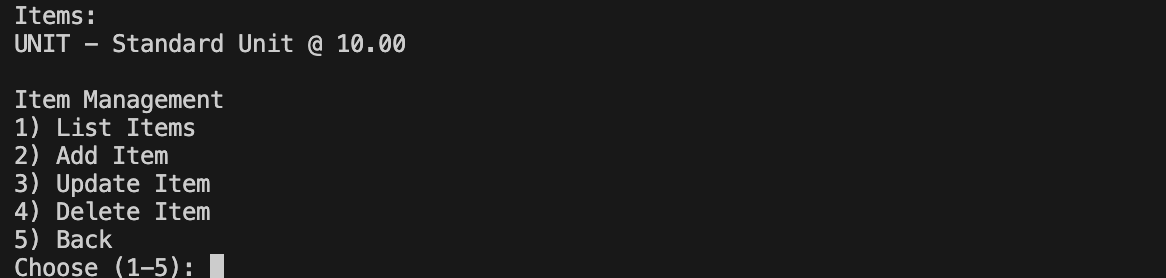 Items:
UNIT - Standard Unit @ 10.00
Item Management
1) List Items
2) Add Item
3) Update Item
4) Delete Item
5) Back
Choose (1-5):